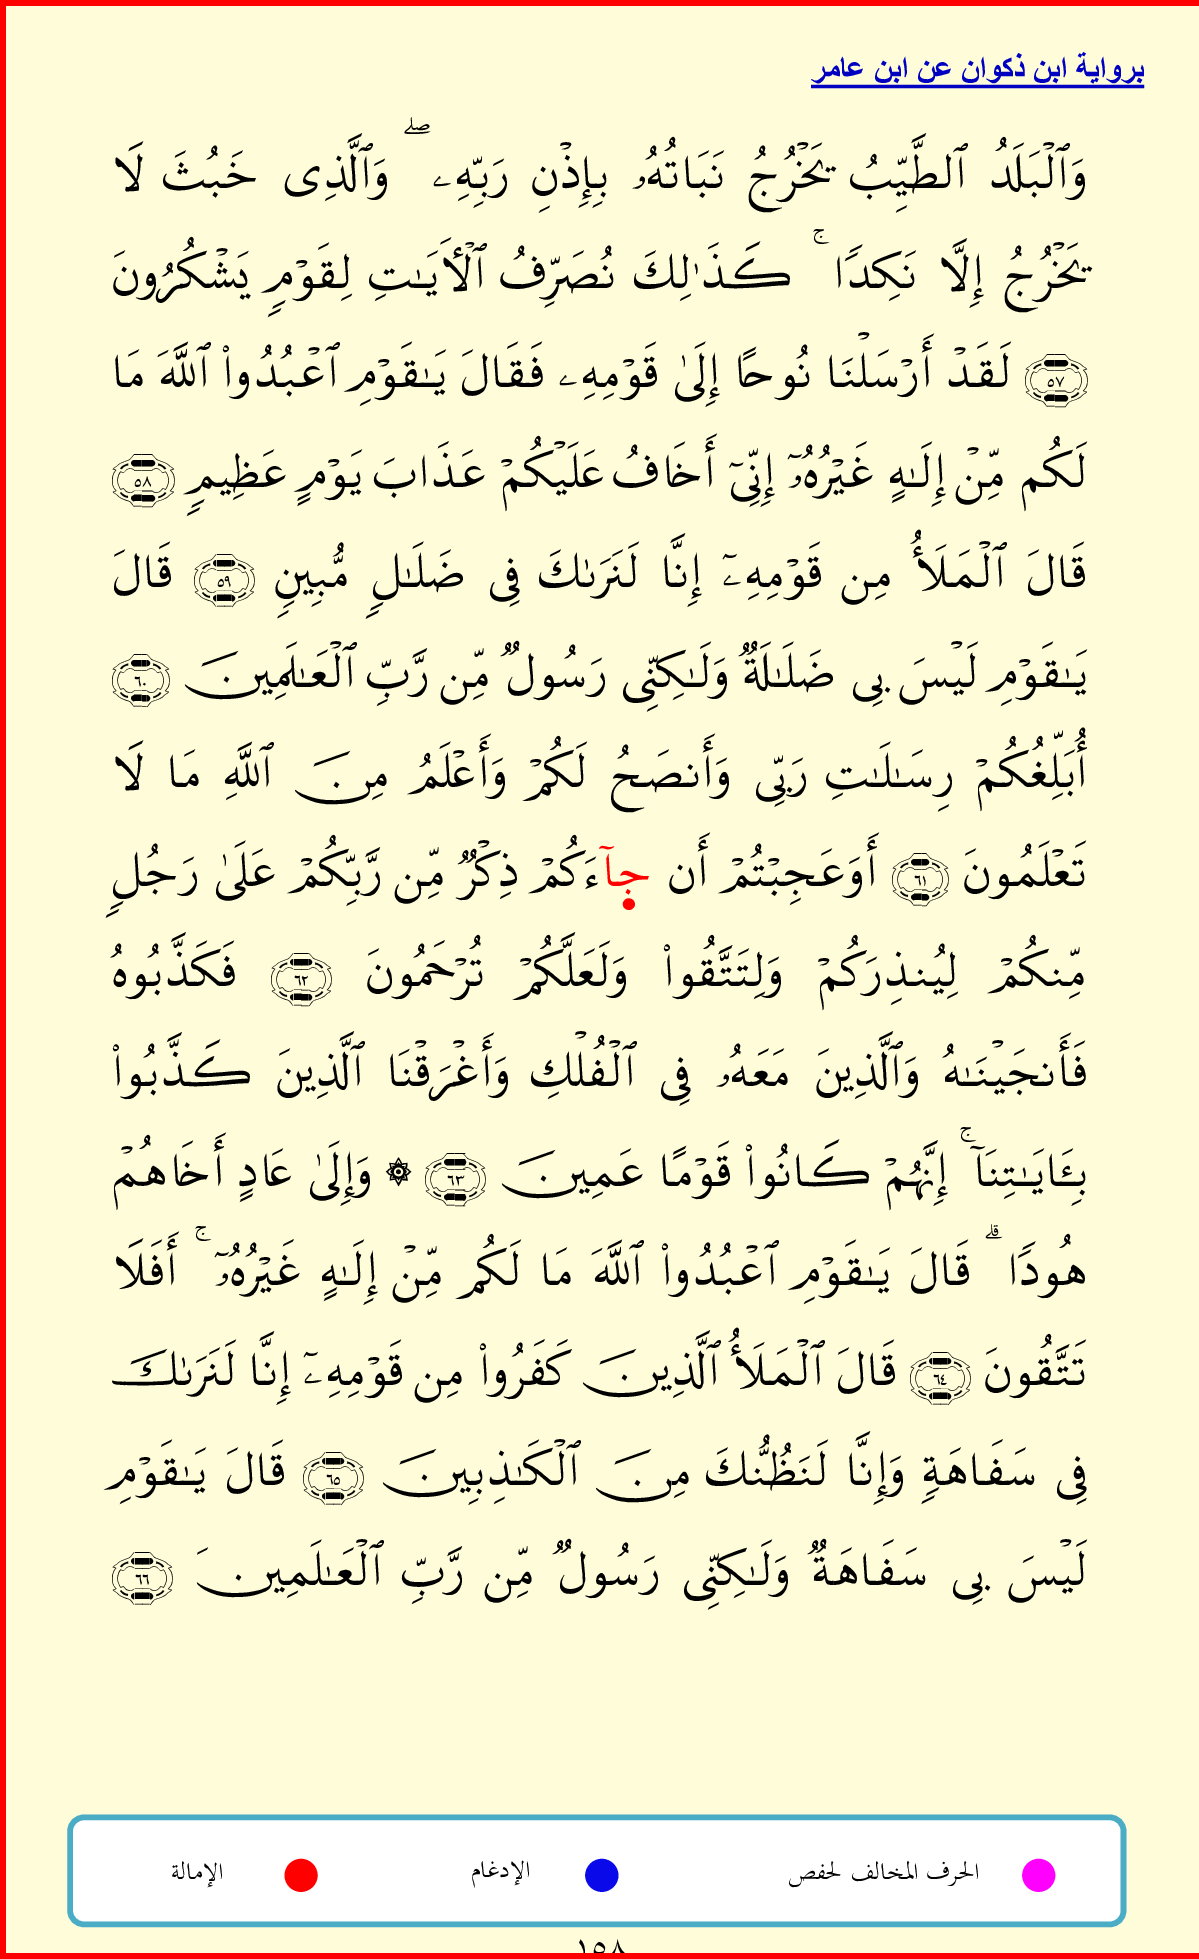 برواية ابن ذكوان عن ابن عامر
وَٱلۡبَلَدُ ٱلطَّيِّبُ يَخۡرُجُ نَبَاتُهُۥ بِإِذۡنِ رَبِّهِۦۖ وَٱلَّذِى خَبُثَ لَا
يَخۡرُجُ إِلَّا نَكِدٗاۚ كَذَٰلِكَ نُصَرِّفُ ٱلۡأٓيَٰتِ لِقَوۡمٖ يَشۡكُرُونَ
٥٧ لَقَدۡ أَرۡسَلۡنَا نُوحًا إِلَىٰ قَوۡمِهِۦ فَقَالَ يَٰقَوۡمِ ٱعۡبُدُواْ ٱللَّهَ مَا
لَكُم مِّنۡ إِلَٰهٍ غَيۡرُهُۥٓ إِنِّىٓ أَخَافُ عَلَيۡكُمۡ عَذَابَ يَوۡمٍ عَظِيمٖ ٥٨
قَالَ ٱلۡمَلَأُ مِن قَوۡمِهِۦٓ إِنَّا لَنَرَىٰكَ فِى ضَلَٰلٖ مُّبِينٖ ٥٩ قَالَ
يَٰقَوۡمِ لَيۡسَ بِى ضَلَٰلَةٞ وَلَٰكِنِّى رَسُولٞ مِّن رَّبِّ ٱلۡعَٰلَمِينَ ٦٠
أُبَلِّغُكُمۡ رِسَٰلَٰتِ رَبِّى وَأَنصَحُ لَكُمۡ وَأَعۡلَمُ مِنَ ٱللَّهِ مَا لَا
تَعۡلَمُونَ ٦١ أَوَعَجِبۡتُمۡ أَن جِآءَكُمۡ ذِكۡرٞ مِّن رَّبِّكُمۡ عَلَىٰ رَجُلٖ
مِّنكُمۡ لِيُنذِرَكُمۡ وَلِتَتَّقُواْ وَلَعَلَّكُمۡ تُرۡحَمُونَ ٦٢ فَكَذَّبُوهُ
فَأَنجَيۡنَٰهُ وَٱلَّذِينَ مَعَهُۥ فِى ٱلۡفُلۡكِ وَأَغۡرَقۡنَا ٱلَّذِينَ كَذَّبُواْ
بِـَٔايَٰتِنَآۚ إِنَّهُمۡ كَانُواْ قَوۡمًا عَمِينَ ٦٣ ۞ وَإِلَىٰ عَادٍ أَخَاهُمۡ
هُودٗاۗ قَالَ يَٰقَوۡمِ ٱعۡبُدُواْ ٱللَّهَ مَا لَكُم مِّنۡ إِلَٰهٍ غَيۡرُهُۥٓۚ أَفَلَا
تَتَّقُونَ ٦٤ قَالَ ٱلۡمَلَأُ ٱلَّذِينَ كَفَرُواْ مِن قَوۡمِهِۦٓ إِنَّا لَنَرَىٰكَ
فِى سَفَاهَةٖ وَإِنَّا لَنَظُنُّكَ مِنَ ٱلۡكَٰذِبِينَ ٦٥ قَالَ يَٰقَوۡمِ
لَيۡسَ بِى سَفَاهَةٞ وَلَٰكِنِّى رَسُولٞ مِّن رَّبِّ ٱلۡعَٰلَمِينَ ٦٦
الحرف المخالف لحفص الإدغام الإمالة
١٥٨